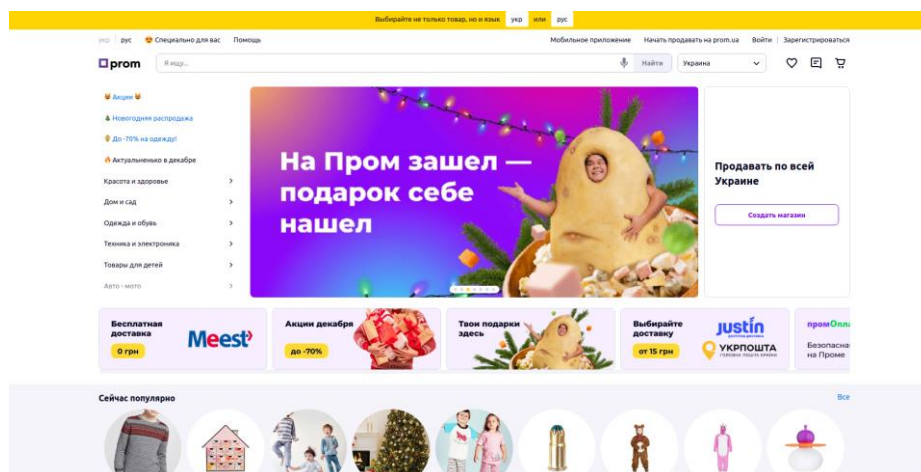 Выбирайте не только товар, но и язык укр или рус
укр рус Специально для вас Помощь Мобильное приложение Начать продавать на prom.ua Войти Зарегистрироваться
prom Я ищу... Найти Украина
Акции
Новогодняя распродажа
До -70% на одежду!
Актуальненько в декабре
Красота и здоровье
Дом и сад
Одежда и обувь
Техника и электроника
Товары для детей
Авто - мото
На Пром зашел —
подарок себе
нашел
Продавать по всей
Украине
Создать магазин
Бесплатная
доставка
0 грн
Meest
Акции декабря
до -70%
Твои подарки
здесь
Выбирайте
доставку
от 15 грн
justin
УКРПОШТА
промОпл
Безопасна
на Проме
Сейчас популярно
Все